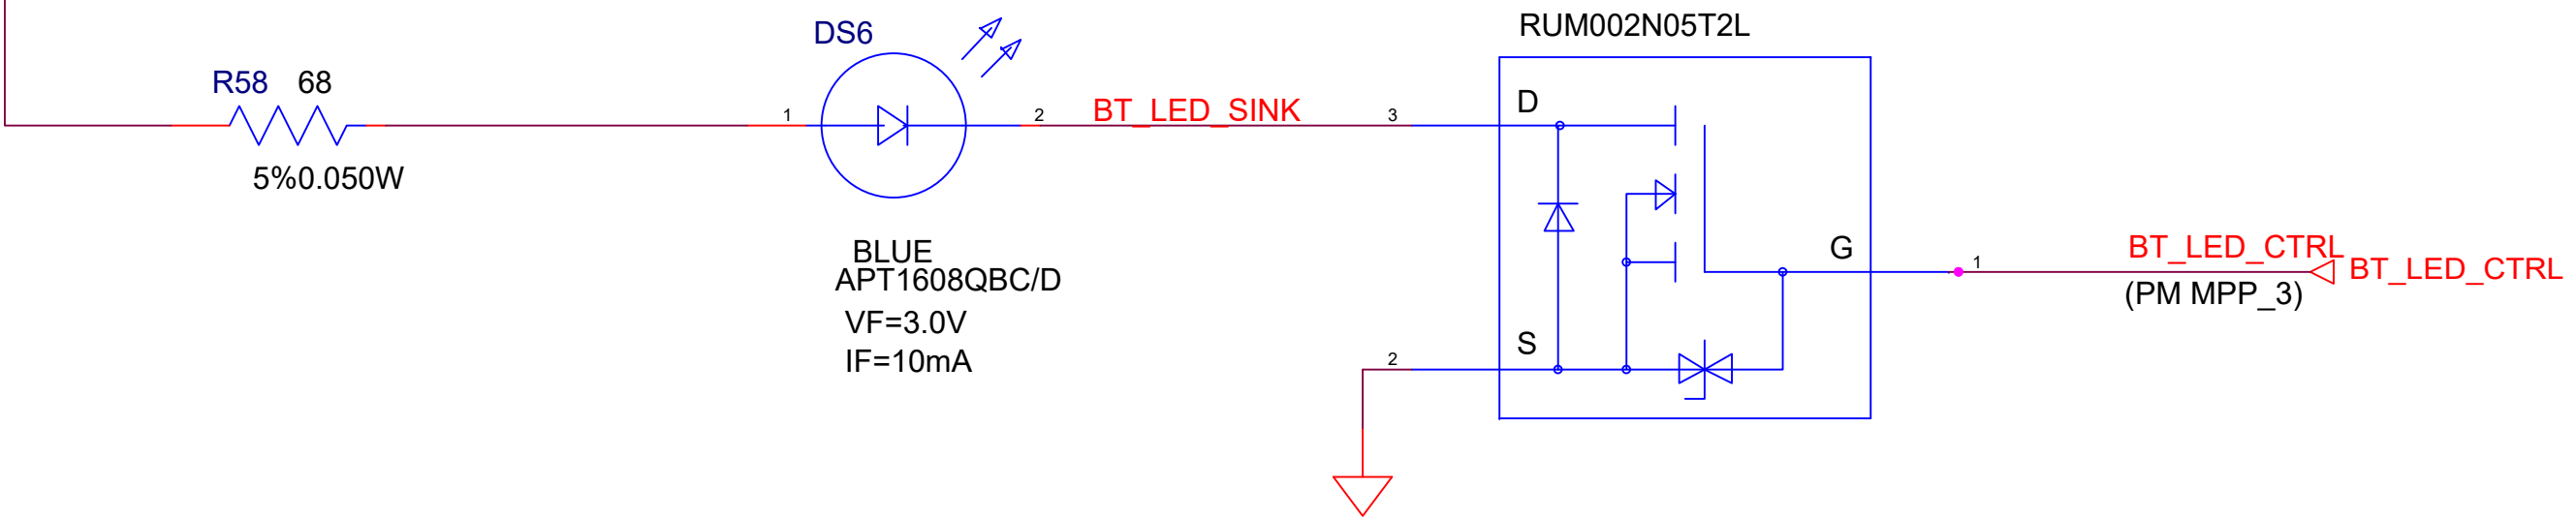 RUM002N05T2L
DS6
R58 68
D
1
2
BT_LED_SINK
3
5%0.050W
BLUE
APT1608QBC/D
VF=3.0V
IF=10mA
G
1
BT_LED_CTRL
BT_LED_CTRL
(PM MPP_3)
S
2